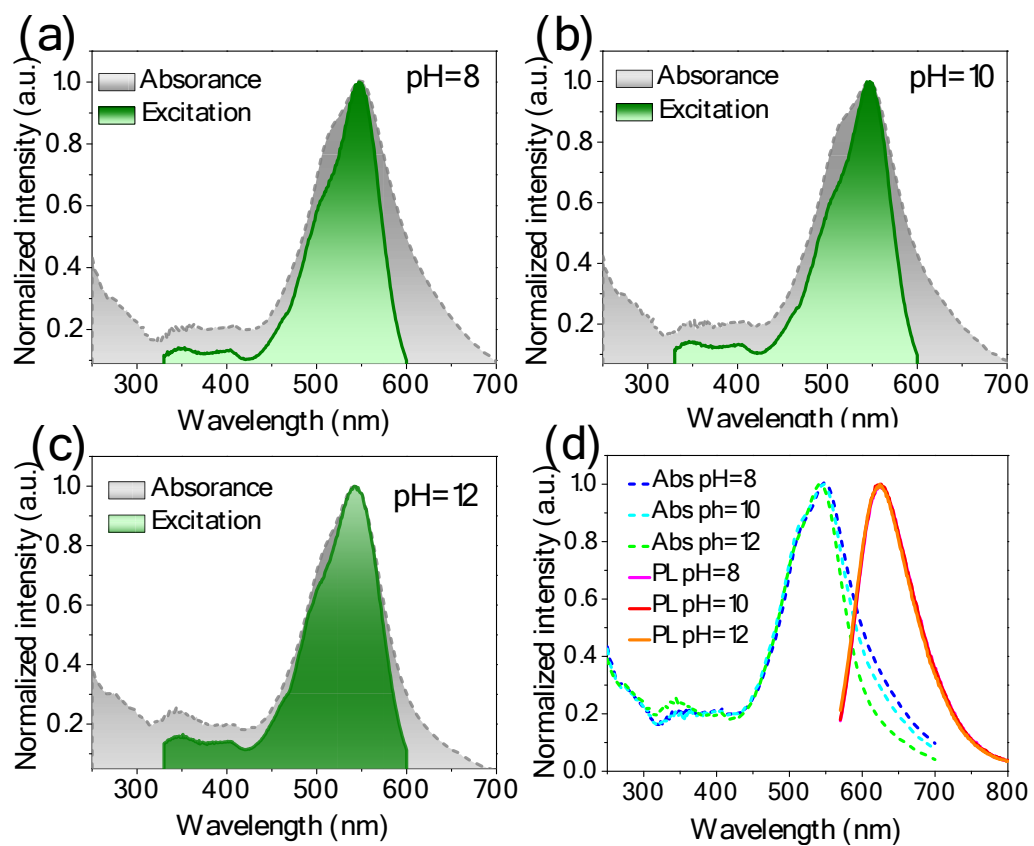 (a)
Absorance
Excitation
pH=8
Normalized intensity (a.u.)
1.0
0.8
0.6
0.4
0.2
300 400 500 600 700
Wavelength (nm)
(b)
Absorance
Excitation
pH=10
Normalized intensity (a.u.)
1.0
0.8
0.6
0.4
0.2
300 400 500 600 700
Wavelength (nm)
(c)
Absorance
Excitation
pH=12
Normalized intensity (a.u.)
1.0
0.8
0.6
0.4
0.2
300 400 500 600 700
Wavelength (nm)
(d)
Abs pH=8
Abs ph=10
Abs ph=12
PL pH=8
PL pH=10
PL pH=12
Normalized intensity (a.u.)
1.0
0.8
0.6
0.4
0.2
0.0
300 400 500 600 700 800
Wavelength (nm)